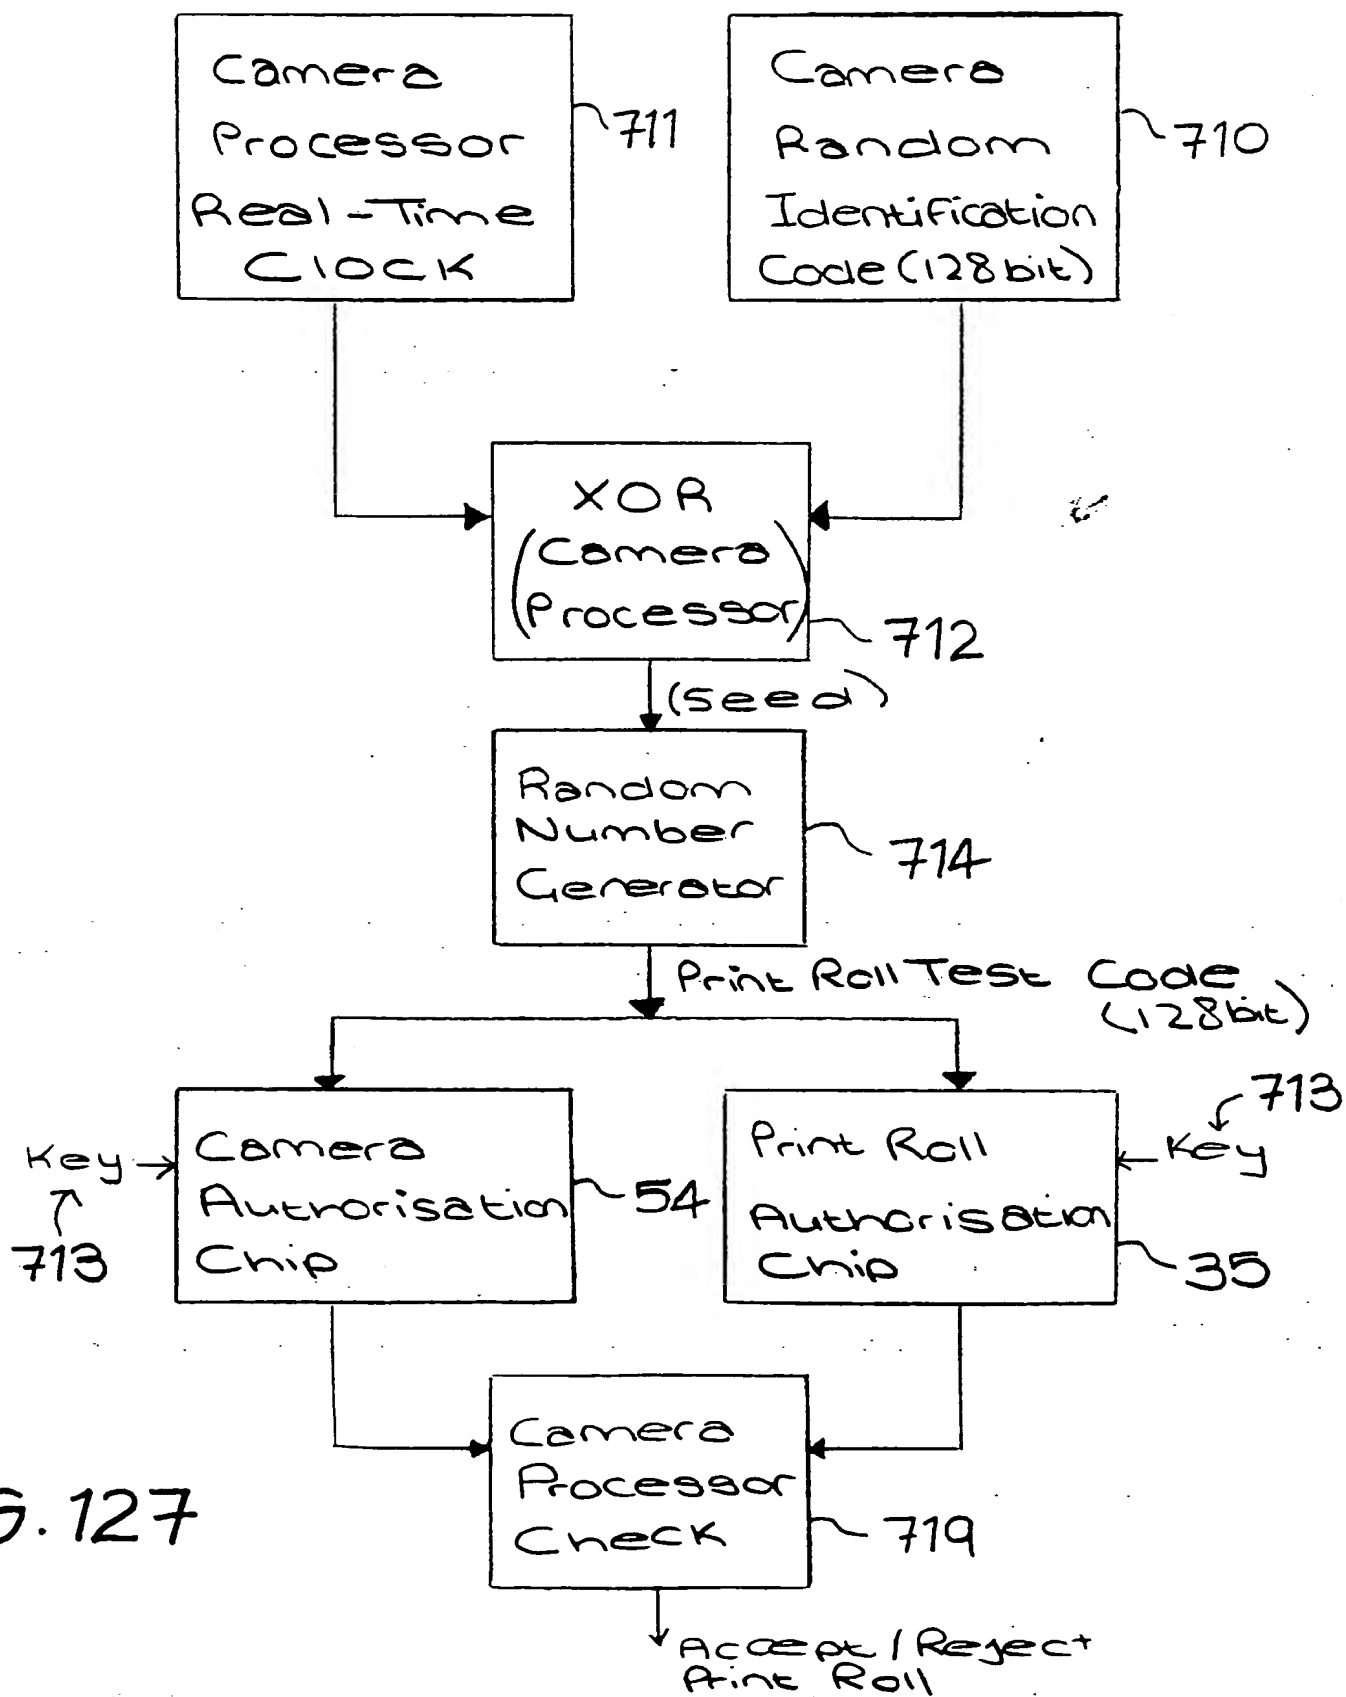 Camera
Processor
Real-Time
Clock
711
Camera
Random
Identification
Code (128 bit)
710
XOR
(Camera
Processor)
712
(Seed)
Random
Number
Generator
714
Print Roll Test Code
(128 bit)
Key
713
Camera
Authorisation
Chip
54
Print Roll
Authorisation
Chip
35
713
Key
Camera
Processor
Check
719
G. 127
Accept / Reject
Print Roll